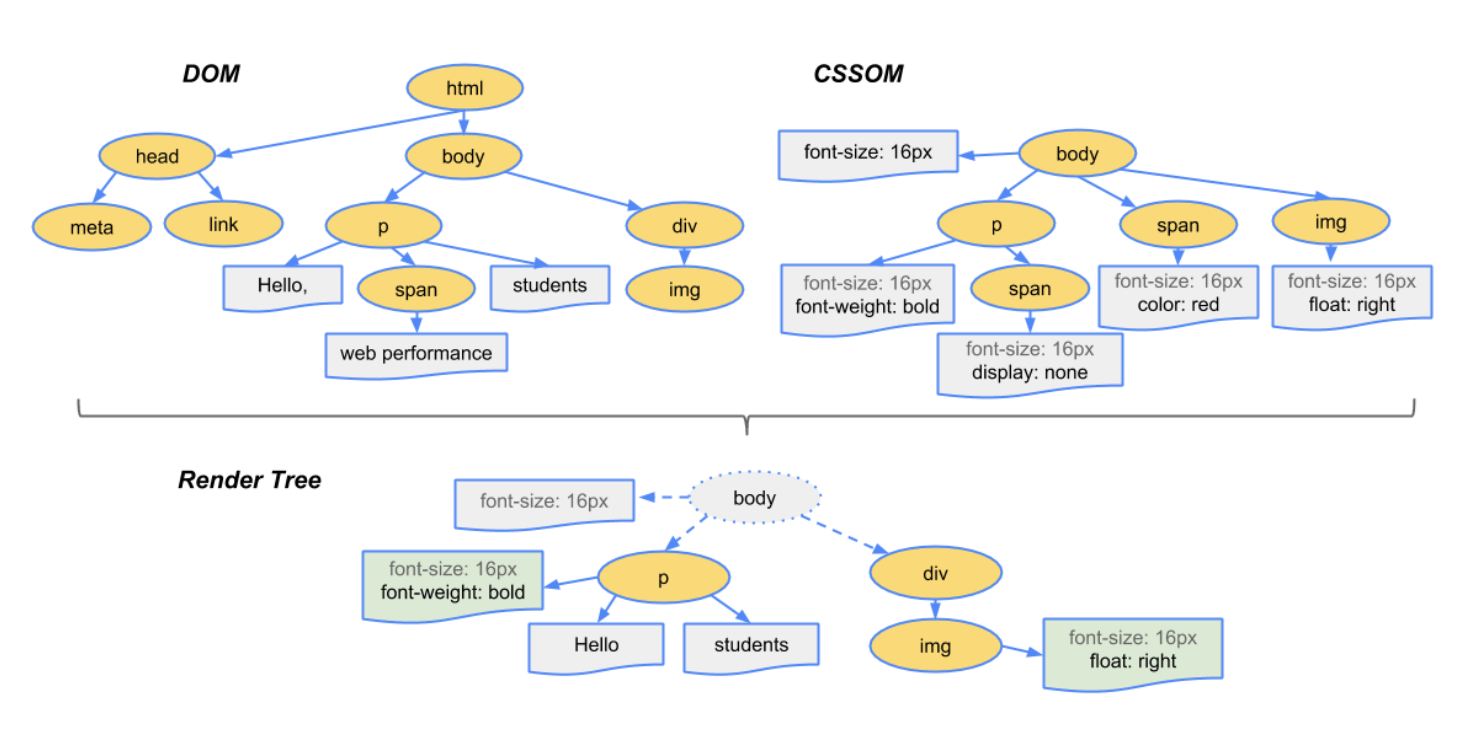 DOM
html
head
body
meta
link
p
div
Hello,
span
students
img
web performance
CSSOM
font-size: 16px
body
p
span
img
font-size: 16px
font-weight: bold
span
font-size: 16px
color: red
font-size: 16px
float: right
font-size: 16px
display: none
Render Tree
font-size: 16px
body
font-size: 16px
font-weight: bold
p
div
Hello
students
img
font-size: 16px
float: right